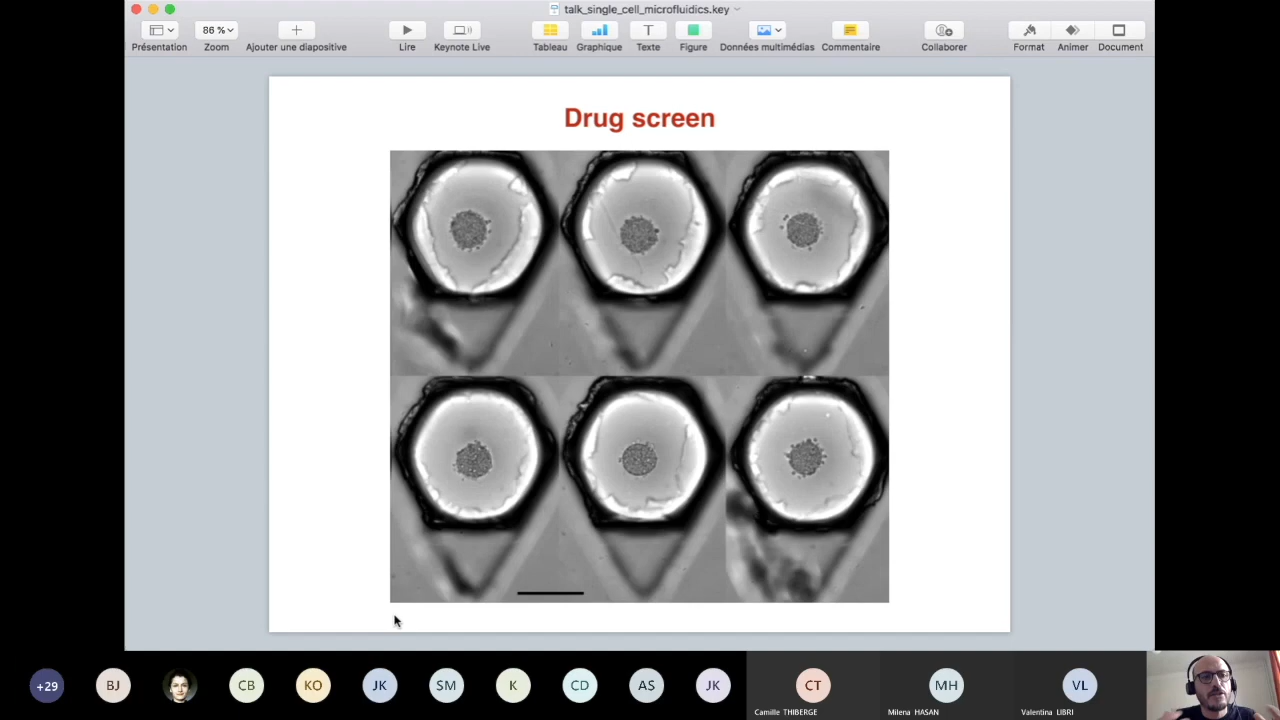 talk_single_cell_microfluidics.key
86 %
Présentation
Zoom
Ajouter une diapositive
Lire
Keynote Live
Tableau
Graphique
Texte
Figure
Données multimédias
Commentaire
Collaborer
Format
Animer
Document
Drug screen
+29
BJ
CB
KO
JK
SM
K
CD
AS
JK
CT
MH
VL
Camille THIBERGE
Milena HASAN
Valentina LIBRI